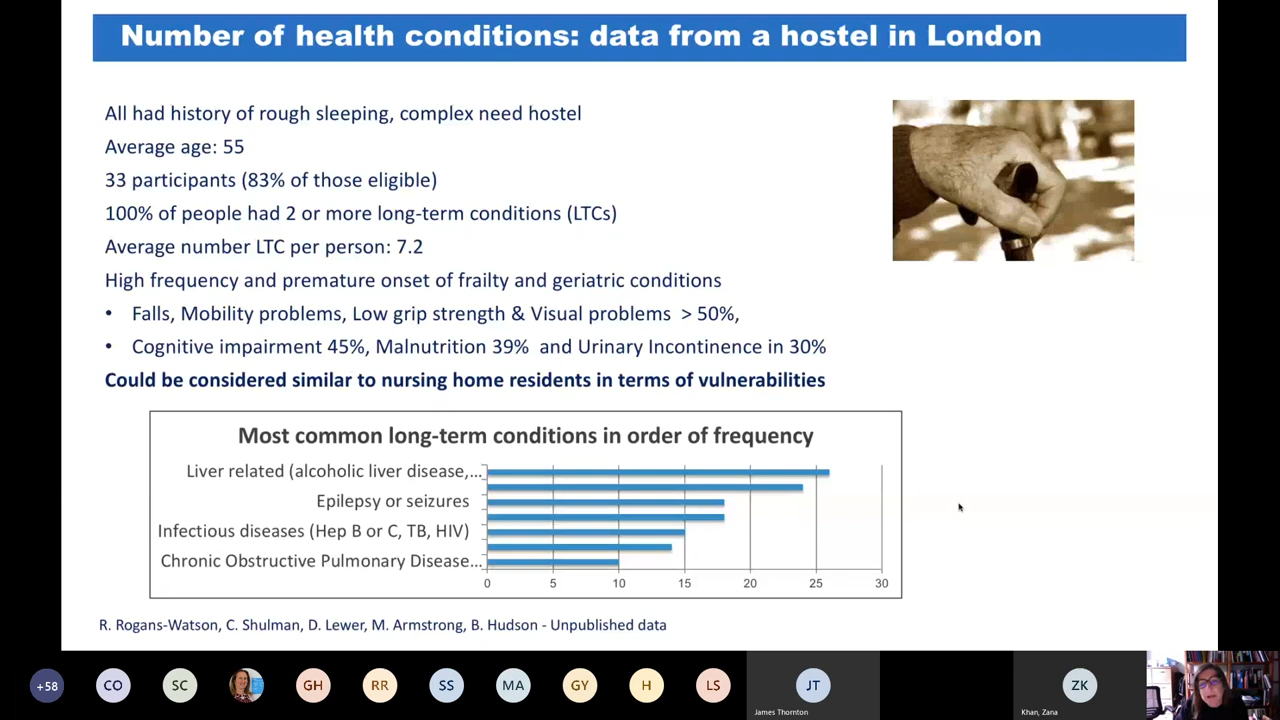 Number of health conditions: data from a hostel in London
All had history of rough sleeping, complex need hostel
Average age: 55
33 participants (83% of those eligible)
100% of people had 2 or more long-term conditions (LTCs)
Average number LTC per person: 7.2
High frequency and premature onset of frailty and geriatric conditions
• Falls, Mobility problems, Low grip strength & Visual problems > 50%,
• Cognitive impairment 45%, Malnutrition 39% and Urinary Incontinence in 30%
Could be considered similar to nursing home residents in terms of vulnerabilities
Most common long-term conditions in order of frequency
Liver related (alcoholic liver disease,...
Epilepsy or seizures
Infectious diseases (Hep B or C, TB, HIV)
Chronic Obstructive Pulmonary Disease...
0 5 10 15 20 25 30
R. Rogans-Watson, C. Shulman, D. Lewer, M. Armstrong, B. Hudson - Unpublished data
+58 CO SC GH RR SS MA GY H LS JT ZK
James Thornton
Khan, Zana